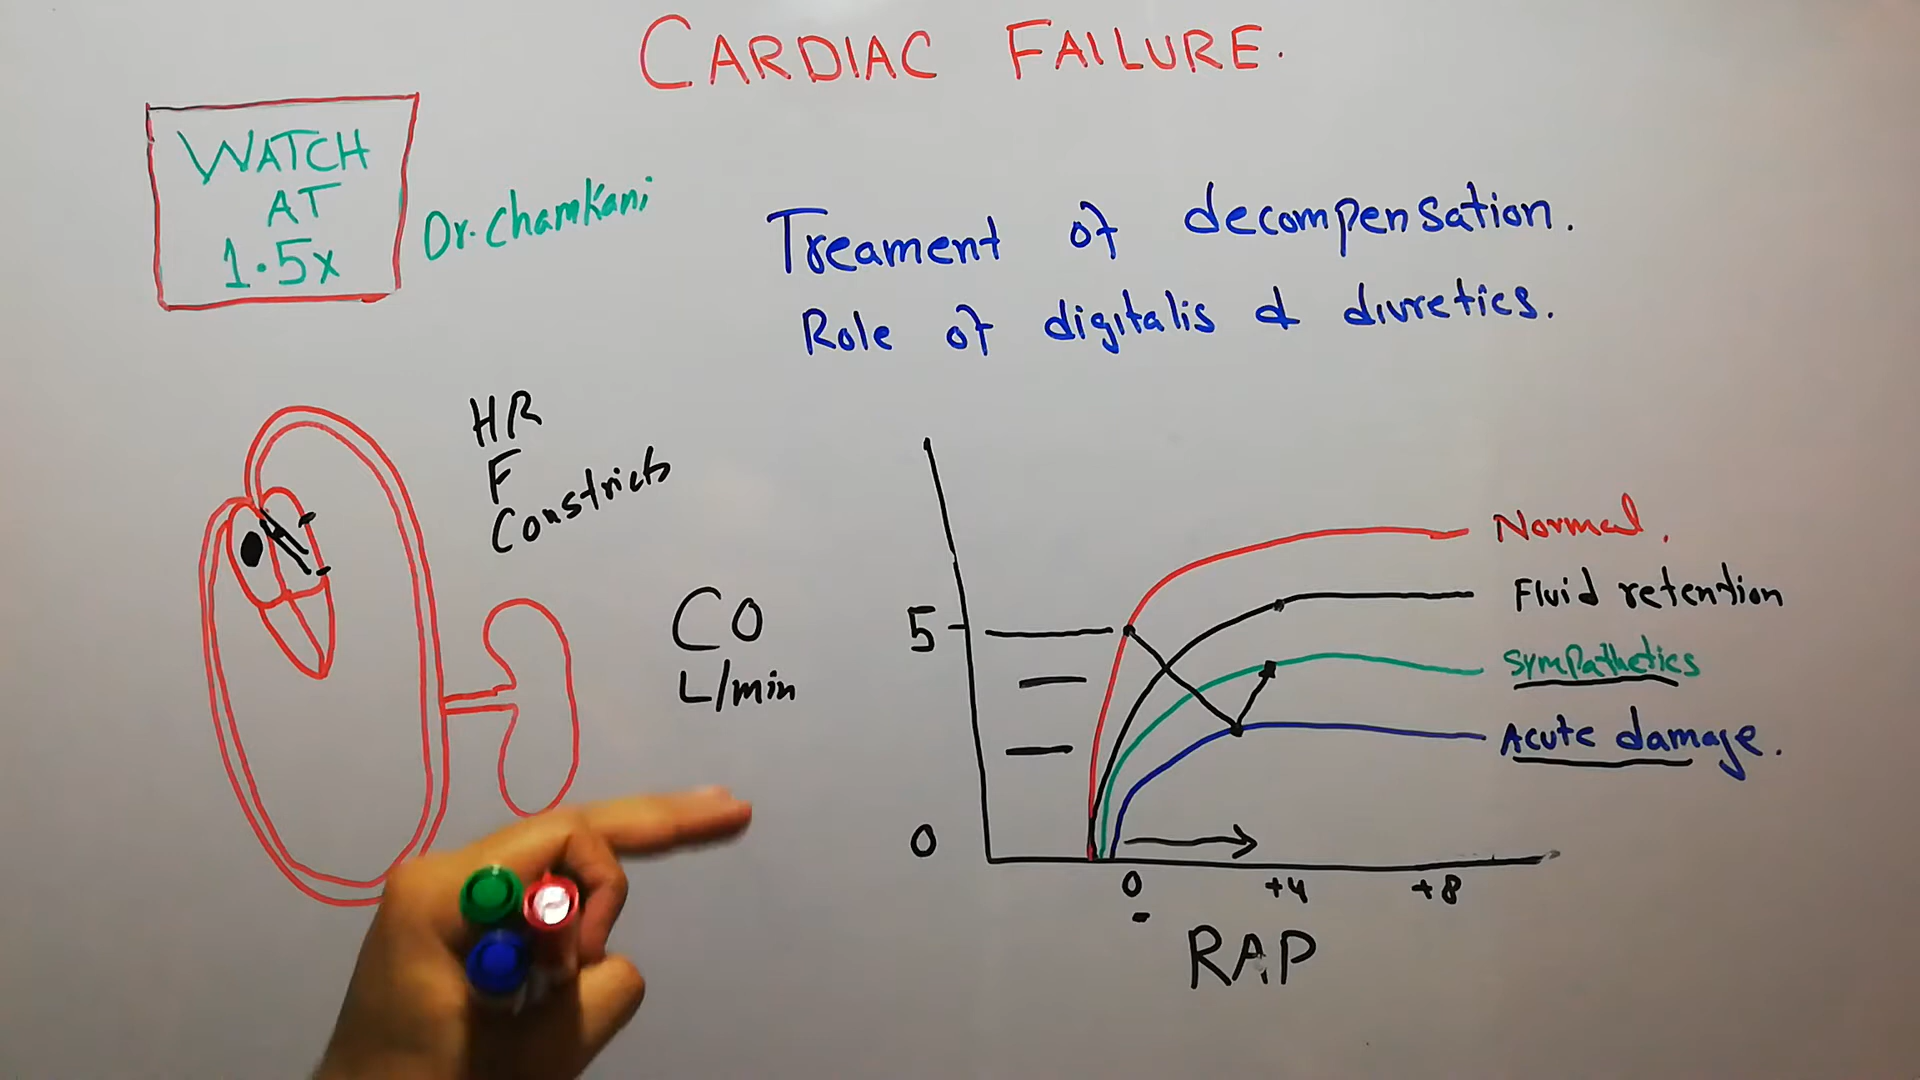 CARDIAC FAILURE.
WATCH
AT
1.5x
Dr. Chamkani
Treament of decompensation.
Role of digitalis & diuretics.
HR
F
Constricts
CO
L/min
5
0
Normal.
Fluid retention
Sympathetics
Acute damage.
0 +4 +8
RAP